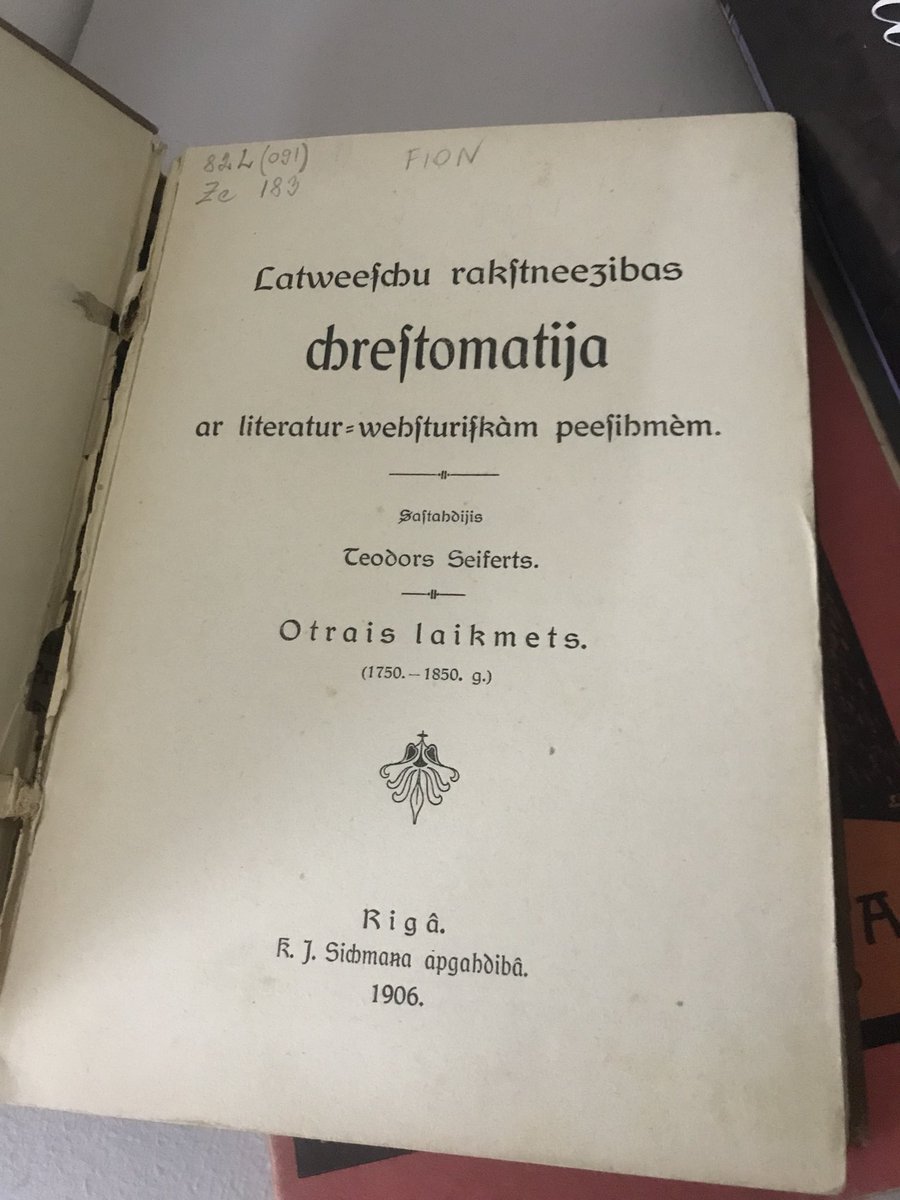 82L(091) FION
Ze 183
Latweeſchu rakſtneezibas
chreſtomatija
ar literatur-wehſturiſkàm peeſihmèm.
Saſtahdijis
Teodors Seiferts.
Otrais laikmets.
(1750.—1850. g.)
Rigâ.
K. J. Sichmaņa apgahdibâ.
1906.
A